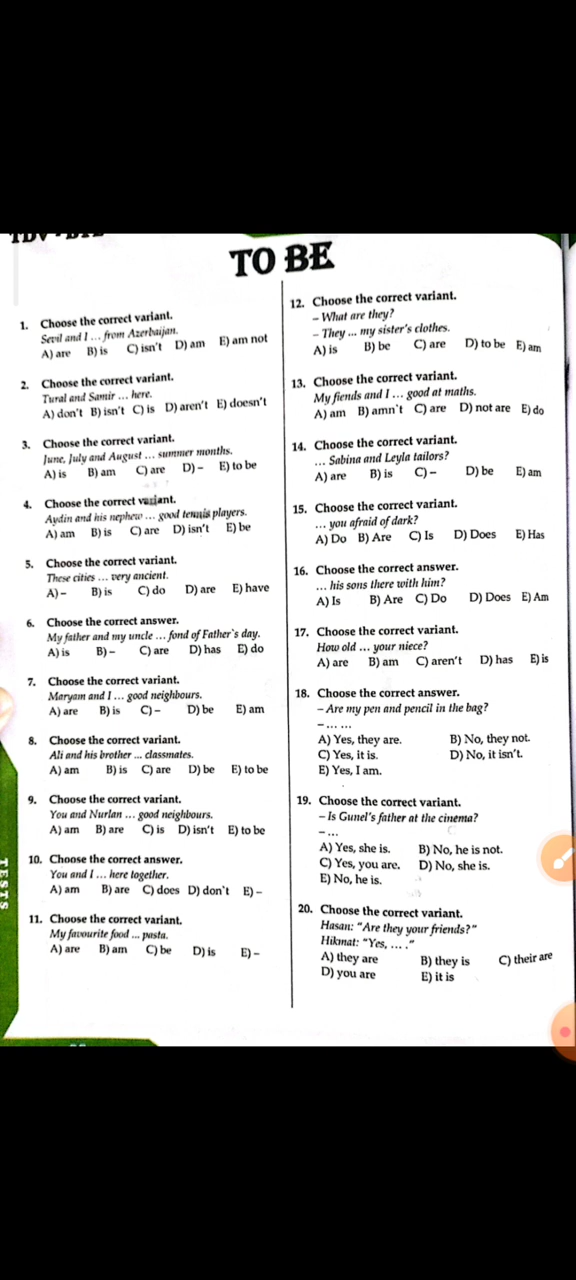 TO BE
1. Choose the correct variant.
Sevil and I ... from Azerbaijan.
A) are B) is C) isn't D) am E) am not
2. Choose the correct variant.
Tural and Samir ... here.
A) don't B) isn't C) is D) aren't E) doesn't
3. Choose the correct variant.
June, July and August ... summer months.
A) is B) am C) are D) – E) to be
4. Choose the correct variant.
Aydin and his nephew ... good tennis players.
A) am B) is C) are D) isn't E) be
5. Choose the correct variant.
These cities ... very ancient.
A) – B) is C) do D) are E) have
6. Choose the correct answer.
My father and my uncle ... fond of Father's day.
A) is B) – C) are D) has E) do
7. Choose the correct variant.
Maryam and I ... good neighbours.
A) are B) is C) – D) be E) am
8. Choose the correct variant.
Ali and his brother ... classmates.
A) am B) is C) are D) be E) to be
9. Choose the correct variant.
You and Nurlan ... good neighbours.
A) am B) are C) is D) isn't E) to be
10. Choose the correct answer.
You and I ... here together.
A) am B) are C) does D) don't E) –
11. Choose the correct variant.
My favourite food ... pasta.
A) are B) am C) be D) is E) –
12. Choose the correct variant.
– What are they?
– They ... my sister's clothes.
A) is B) be C) are D) to be E) am
13. Choose the correct variant.
My fiends and I ... good at maths.
A) am B) amn't C) are D) not are E) do
14. Choose the correct variant.
... Sabina and Leyla tailors?
A) are B) is C) – D) be E) am
15. Choose the correct variant.
... you afraid of dark?
A) Do B) Are C) Is D) Does E) Has
16. Choose the correct answer.
... his sons there with him?
A) Is B) Are C) Do D) Does E) Am
17. Choose the correct variant.
How old ... your niece?
A) are B) am C) aren't D) has E) is
18. Choose the correct answer.
– Are my pen and pencil in the bag?
– ... ...
A) Yes, they are. B) No, they not.
C) Yes, it is. D) No, it isn't.
E) Yes, I am.
19. Choose the correct variant.
– Is Gunel's father at the cinema?
– ...
A) Yes, she is. B) No, he is not.
C) Yes, you are. D) No, she is.
E) No, he is.
20. Choose the correct variant.
Hasan: "Are they your friends?"
Hikmat: "Yes, ... ."
A) they are B) they is C) their are
D) you are E) it is
TESTS